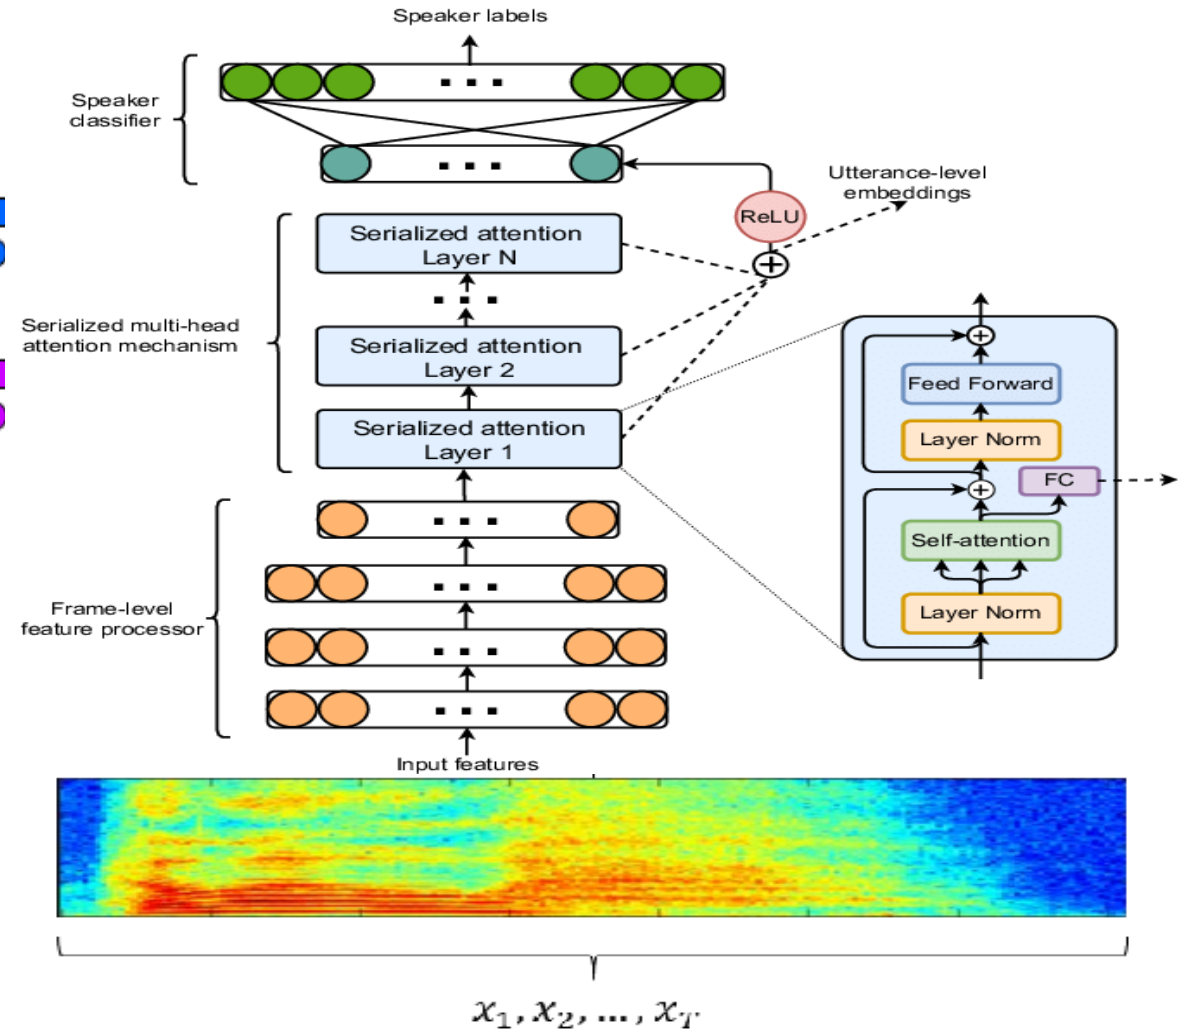 Speaker labels
Speaker
classifier
Utterance-level
embeddings
ReLU
+
Serialized attention
Layer N
Serialized multi-head
attention mechanism
Serialized attention
Layer 2
Serialized attention
Layer 1
+
Feed Forward
Layer Norm
FC
+
Self-attention
Layer Norm
Frame-level
feature processor
Input features
x₁, x₂, ..., x_T